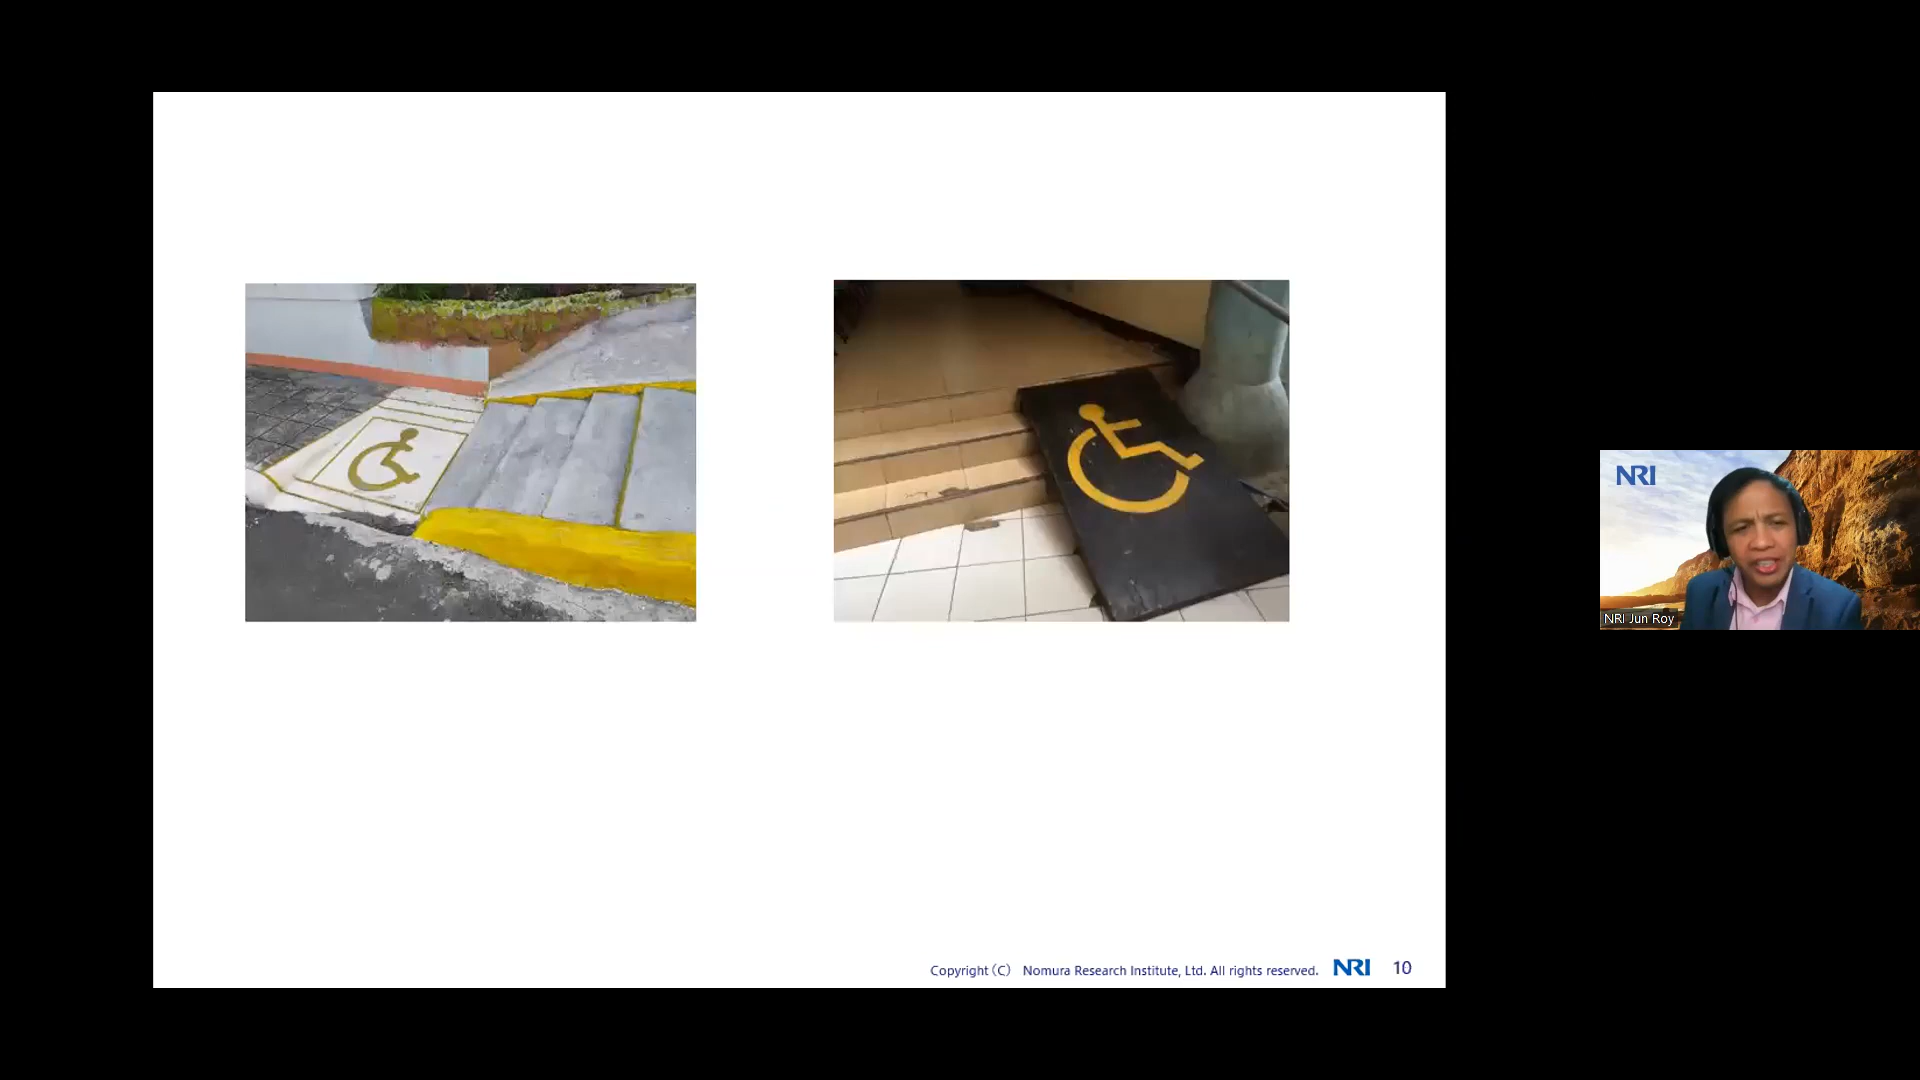 NRI
NRI Jun Roy
Copyright (C) Nomura Research Institute, Ltd. All rights reserved. NRI 10